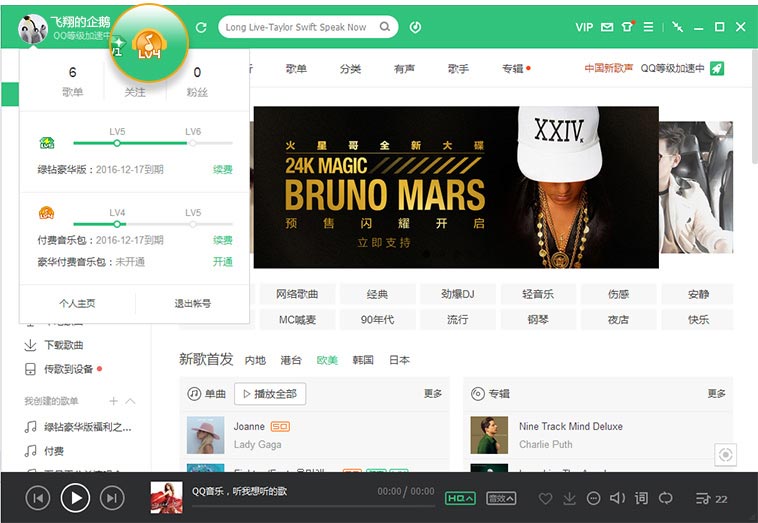 飞翔的企鹅
QQ等级加速中
LV4
Long Live-Taylor Swift Speak Now
VIP
6
歌单
关注
0
粉丝
歌单
分类
有声
歌手
专辑
中国新歌声
QQ等级加速中
LV5
LV6
绿钻豪华版：2016-12-17到期
续费
LV4
LV4
LV5
付费音乐包：2016-12-17到期
续费
豪华付费音乐包：未开通
开通
个人主页
退出帐号
火星哥全新大碟
24K MAGIC
BRUNO MARS
预售闪耀开启
立即支持
XXIV.
网络歌曲
经典
劲爆DJ
轻音乐
伤感
安静
MC喊麦
90年代
流行
钢琴
夜店
快乐
下载歌曲
传歌到设备
我创建的歌单
绿钻豪华版福利之...
付费
新歌首发
内地
港台
欧美
韩国
日本
单曲
播放全部
更多
专辑
更多
Joanne
SQ
Lady Gaga
Nine Track Mind Deluxe
Charlie Puth
QQ音乐，听我想听的歌
00:00 / 00:00
HQ
音效
词
22